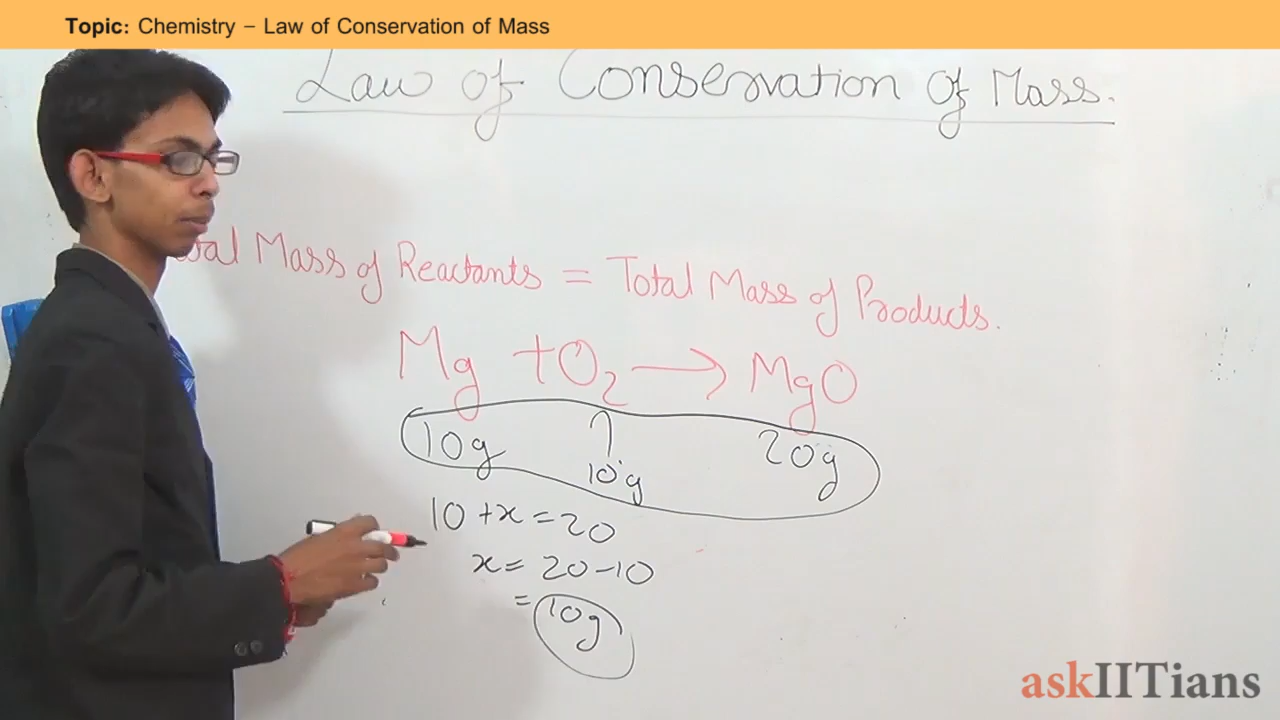 Topic: Chemistry – Law of Conservation of Mass
Law of Conservation of Mass.
Mass of Reactants = Total Mass of Products.
Mg + O₂ → MgO
10g 10g 20g
10 + x = 20
x = 20 - 10
= 10g
askIITians